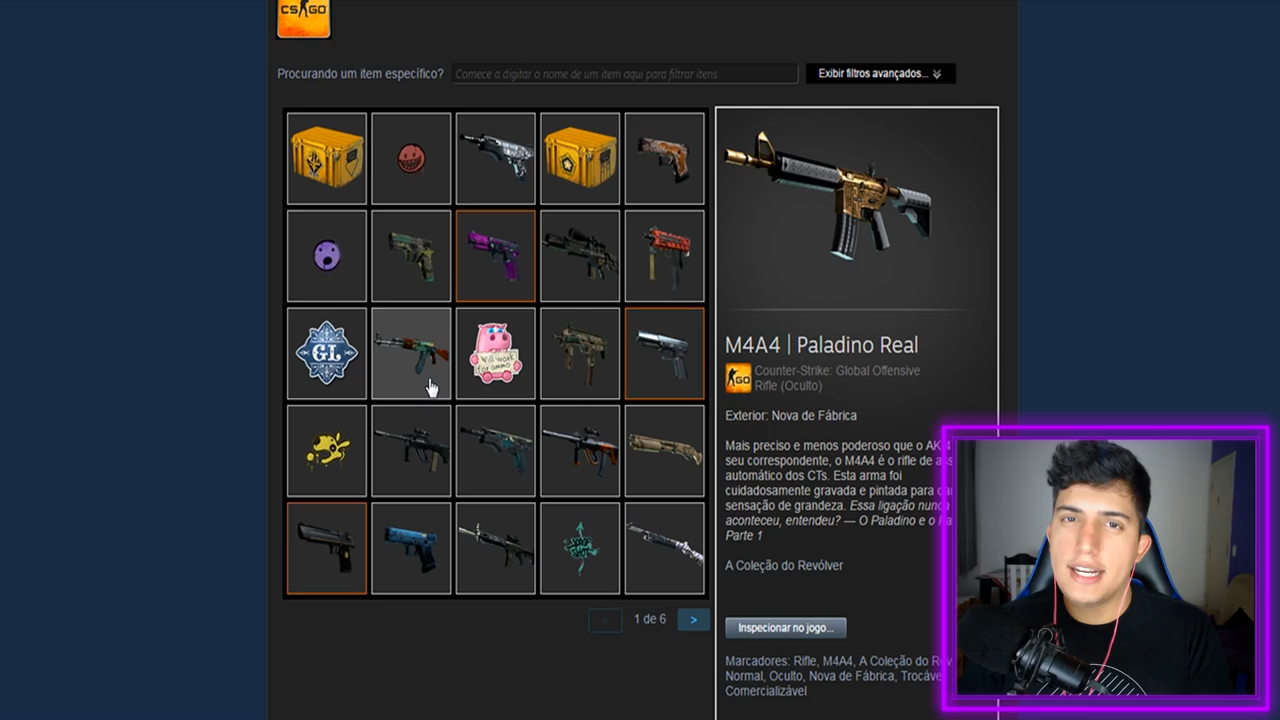 CS GO
Procurando um item específico?
Comece a digitar o nome de um item aqui para filtrar itens
Exibir filtros avançados...
GL
Will work
for ammo
1 de 6
M4A4 | Paladino Real
GO
Counter-Strike: Global Offensive
Rifle (Oculto)
Exterior: Nova de Fábrica
Mais preciso e menos poderoso que o AK
seu correspondente, o M4A4 é o rifle de
automático dos CTs. Esta arma foi
cuidadosamente gravada e pintada para
sensação de grandeza. Essa ligação
aconteceu, entendeu? — O Paladino e o
Parte 1
A Coleção do Revólver
Inspecionar no jogo...
Marcadores: Rifle, M4A4, A Coleção do
Normal, Oculto, Nova de Fábrica,
Comercializável